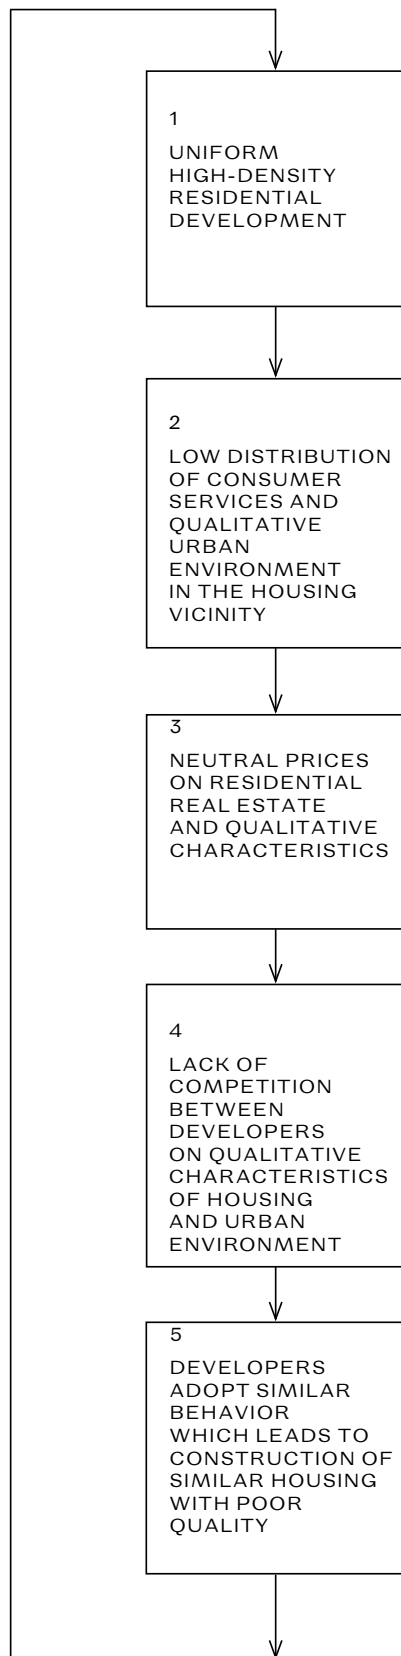 1
UNIFORM
HIGH-DENSITY
RESIDENTIAL
DEVELOPMENT
2
LOW DISTRIBUTION
OF CONSUMER
SERVICES AND
QUALITATIVE
URBAN
ENVIRONMENT
IN THE HOUSING
VICINITY
3
NEUTRAL PRICES
ON RESIDENTIAL
REAL ESTATE
AND QUALITATIVE
CHARACTERISTICS
4
LACK OF
COMPETITION
BETWEEN
DEVELOPERS
ON QUALITATIVE
CHARACTERISTICS
OF HOUSING
AND URBAN
ENVIRONMENT
5
DEVELOPERS
ADOPT SIMILAR
BEHAVIOR
WHICH LEADS TO
CONSTRUCTION OF
SIMILAR HOUSING
WITH POOR
QUALITY